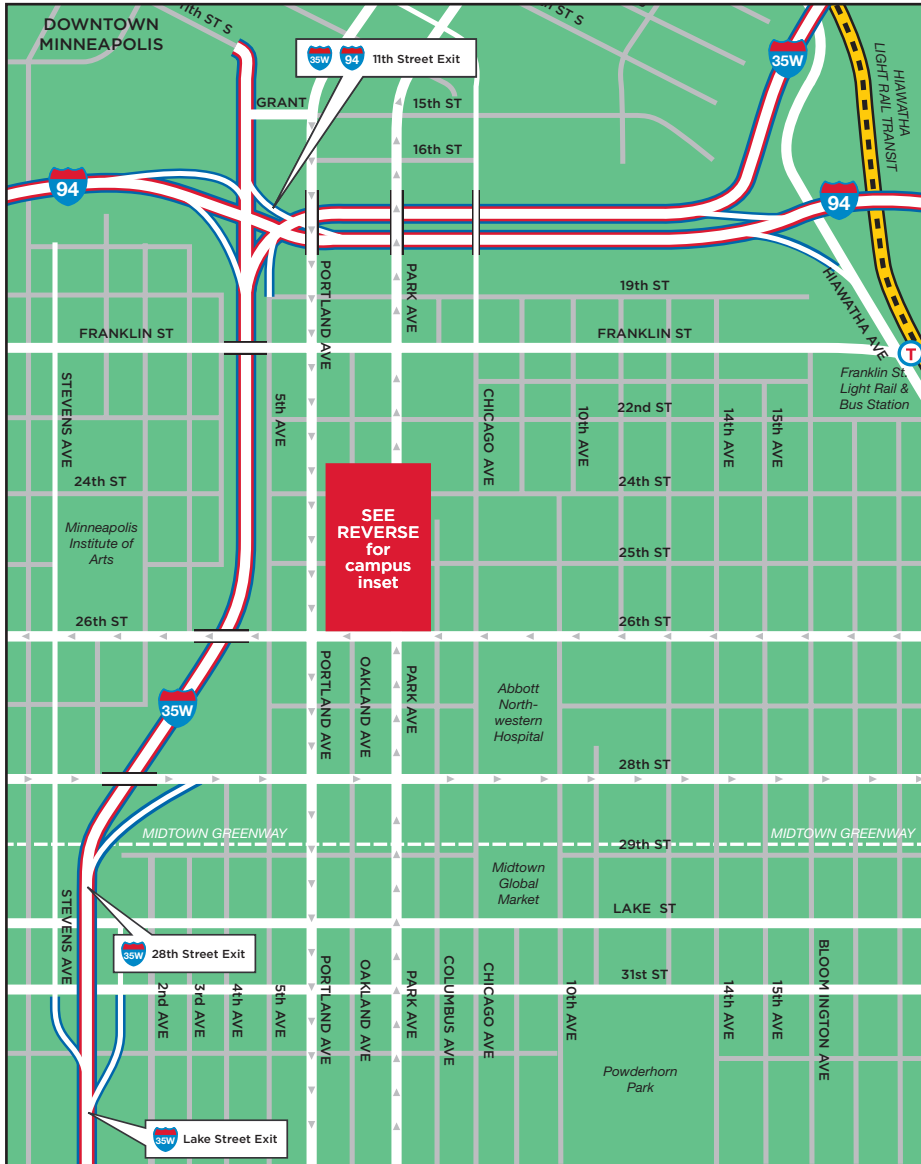 DOWNTOWN
MINNEAPOLIS
11th ST S
ST S
35W
94
11th Street Exit
35W
HIAWATHA
LIGHT RAIL TRANSIT
GRANT
15th ST
16th ST
94
94
PORTLAND AVE
PARK AVE
HIAWATHA AVE
19th ST
FRANKLIN ST
FRANKLIN ST
T
Franklin St.
Light Rail &
Bus Station
STEVENS AVE
5th AVE
CHICAGO AVE
10th AVE
22nd ST
14th AVE
15th AVE
24th ST
24th ST
SEE
REVERSE
for
campus
inset
Minneapolis
Institute of
Arts
25th ST
26th ST
26th ST
PORTLAND AVE
OAKLAND AVE
PARK AVE
Abbott
North-
western
Hospital
35W
28th ST
MIDTOWN GREENWAY
MIDTOWN GREENWAY
29th ST
Midtown
Global
Market
STEVENS AVE
LAKE ST
35W
28th Street Exit
31st ST
2nd AVE
3rd AVE
4th AVE
5th AVE
PORTLAND AVE
OAKLAND AVE
PARK AVE
COLUMBUS AVE
CHICAGO AVE
10th AVE
14th AVE
15th AVE
BLOOMINGTON AVE
Powderhorn
Park
35W
Lake Street Exit